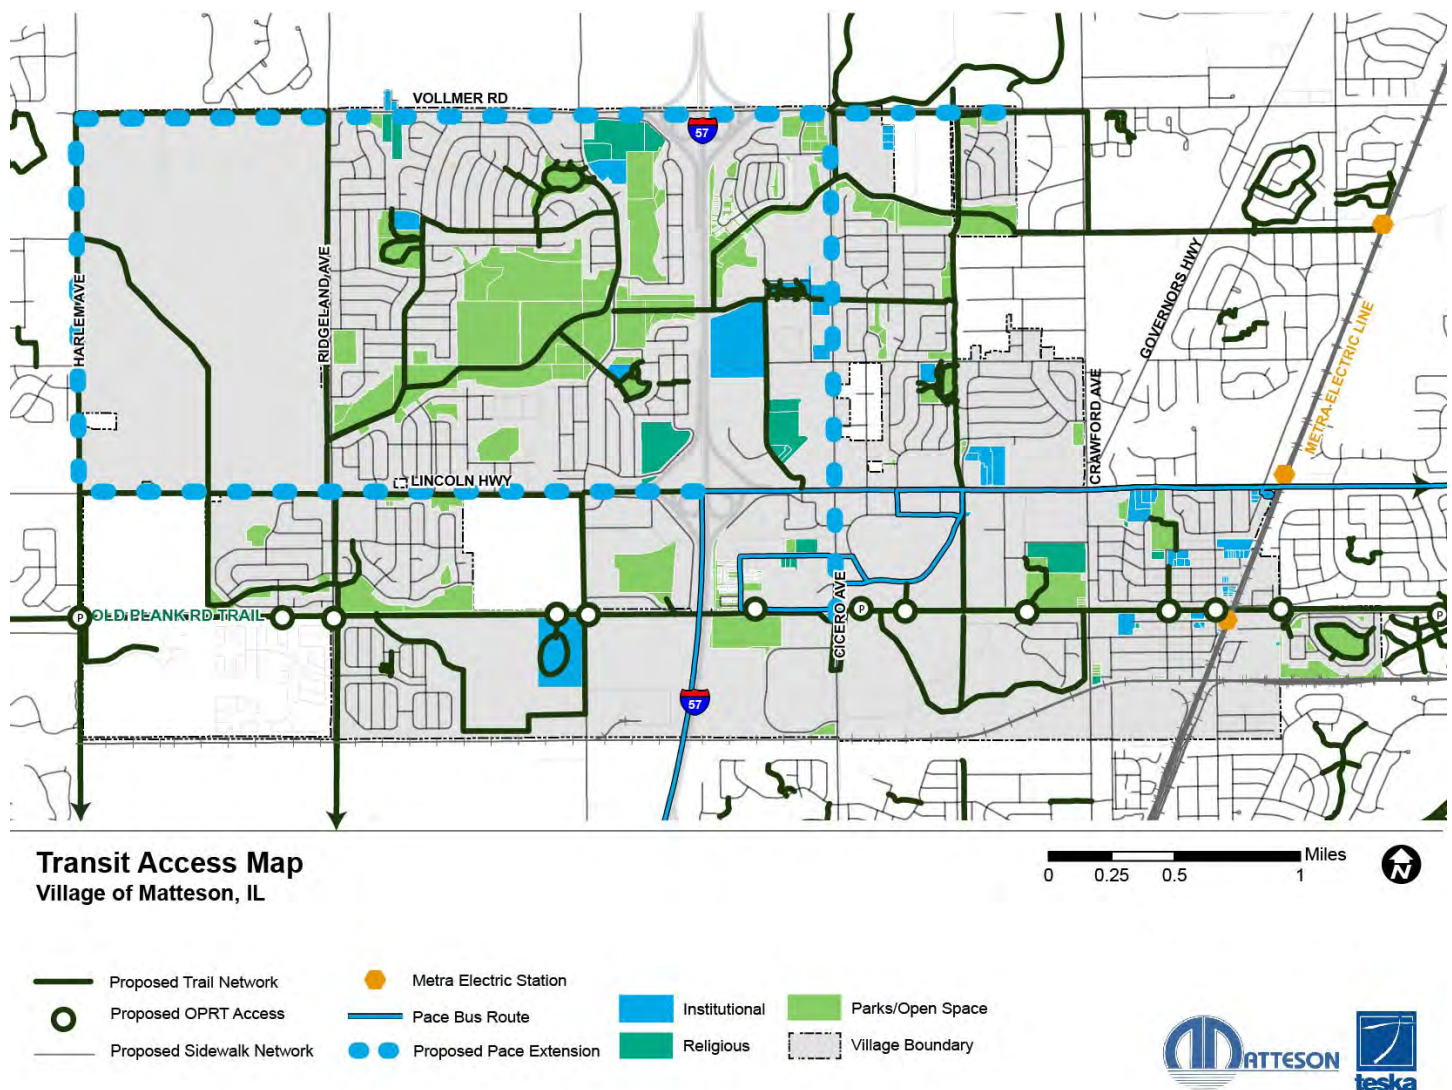 VOLLMER RD
57
HARLEM AVE
RIDGELAND AVE
GOVERNORS HWY
METRA-ELECTRIC LINE
CRAWFORD AVE
LINCOLN HWY
CICERO AVE
P
OLD PLANK RD TRAIL
P
P
57
Transit Access Map
Village of Matteson, IL
Miles
0 0.25 0.5 1
N
Proposed Trail Network
Proposed OPRT Access
Proposed Sidewalk Network
Metra Electric Station
Pace Bus Route
Proposed Pace Extension
Institutional
Religious
Parks/Open Space
Village Boundary
MATTESON
teska